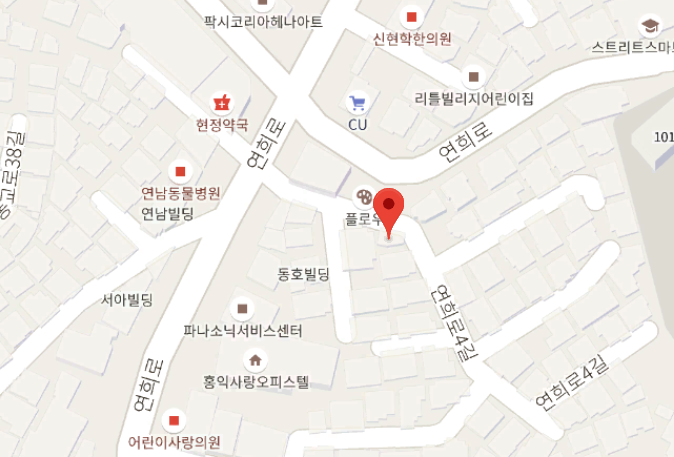 팍시코리아헤나아트
신현학한의원
스트리트스마
리틀빌리지어린이집
CU
현정약국
연희로
연희로
101
교로38길
연남동물병원
연남빌딩
플로우
동호빌딩
서아빌딩
파나소닉서비스센터
연희로4길
홍익사랑오피스텔
연희로
연희로4길
어린이사랑의원